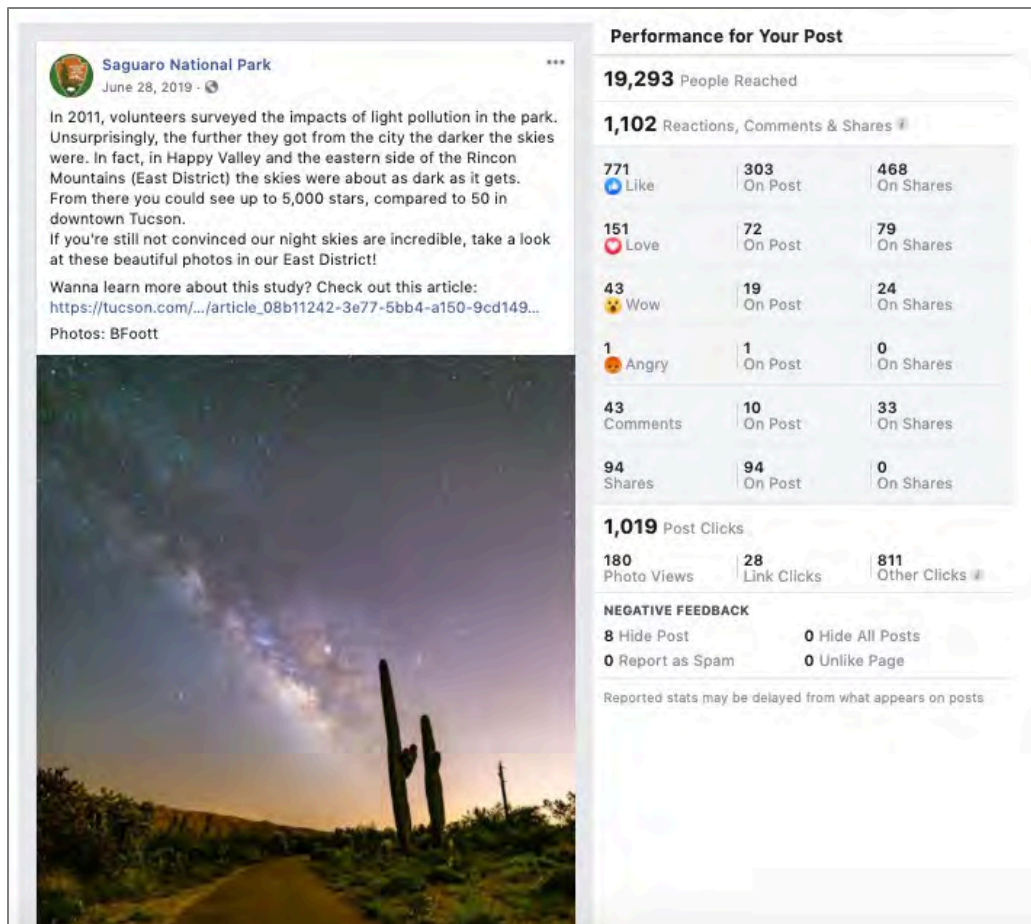 Saguaro National Park
June 28, 2019 ·
In 2011, volunteers surveyed the impacts of light pollution in the park.
Unsurprisingly, the further they got from the city the darker the skies
were. In fact, in Happy Valley and the eastern side of the Rincon
Mountains (East District) the skies were about as dark as it gets.
From there you could see up to 5,000 stars, compared to 50 in
downtown Tucson.
If you're still not convinced our night skies are incredible, take a look
at these beautiful photos in our East District!
Wanna learn more about this study? Check out this article:
https://tucson.com/.../article_08b11242-3e77-5bb4-a150-9cd149...
Photos: BFoott
Performance for Your Post
19,293 People Reached
1,102 Reactions, Comments & Shares
771 303 468
Like On Post On Shares
151 72 79
Love On Post On Shares
43 19 24
Wow On Post On Shares
1 1 0
Angry On Post On Shares
43 10 33
Comments On Post On Shares
94 94 0
Shares On Post On Shares
1,019 Post Clicks
180 28 811
Photo Views Link Clicks Other Clicks
NEGATIVE FEEDBACK
8 Hide Post 0 Hide All Posts
0 Report as Spam 0 Unlike Page
Reported stats may be delayed from what appears on posts